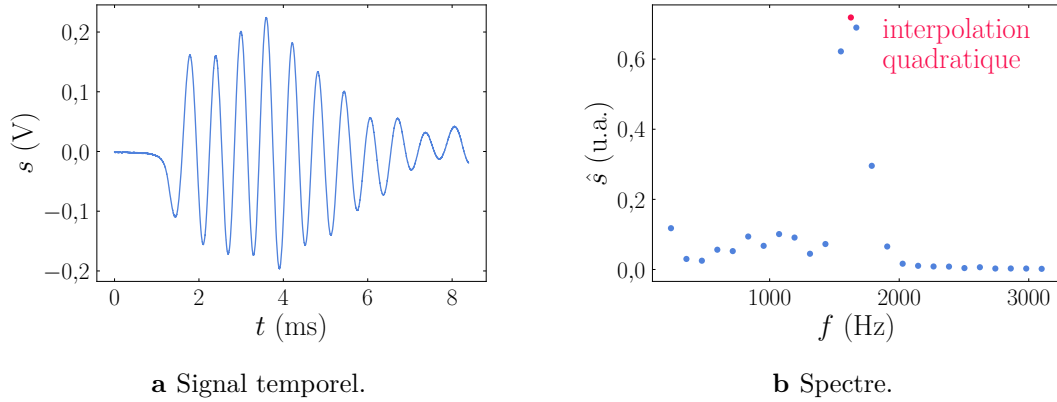 0,2
0,1
0,0
−0,1
−0,2
s (V)
0 2 4 6 8
t (ms)
a Signal temporel.
0,6
0,4
0,2
0,0
ŝ (u.a.)
interpolation
quadratique
1000 2000 3000
f (Hz)
b Spectre.